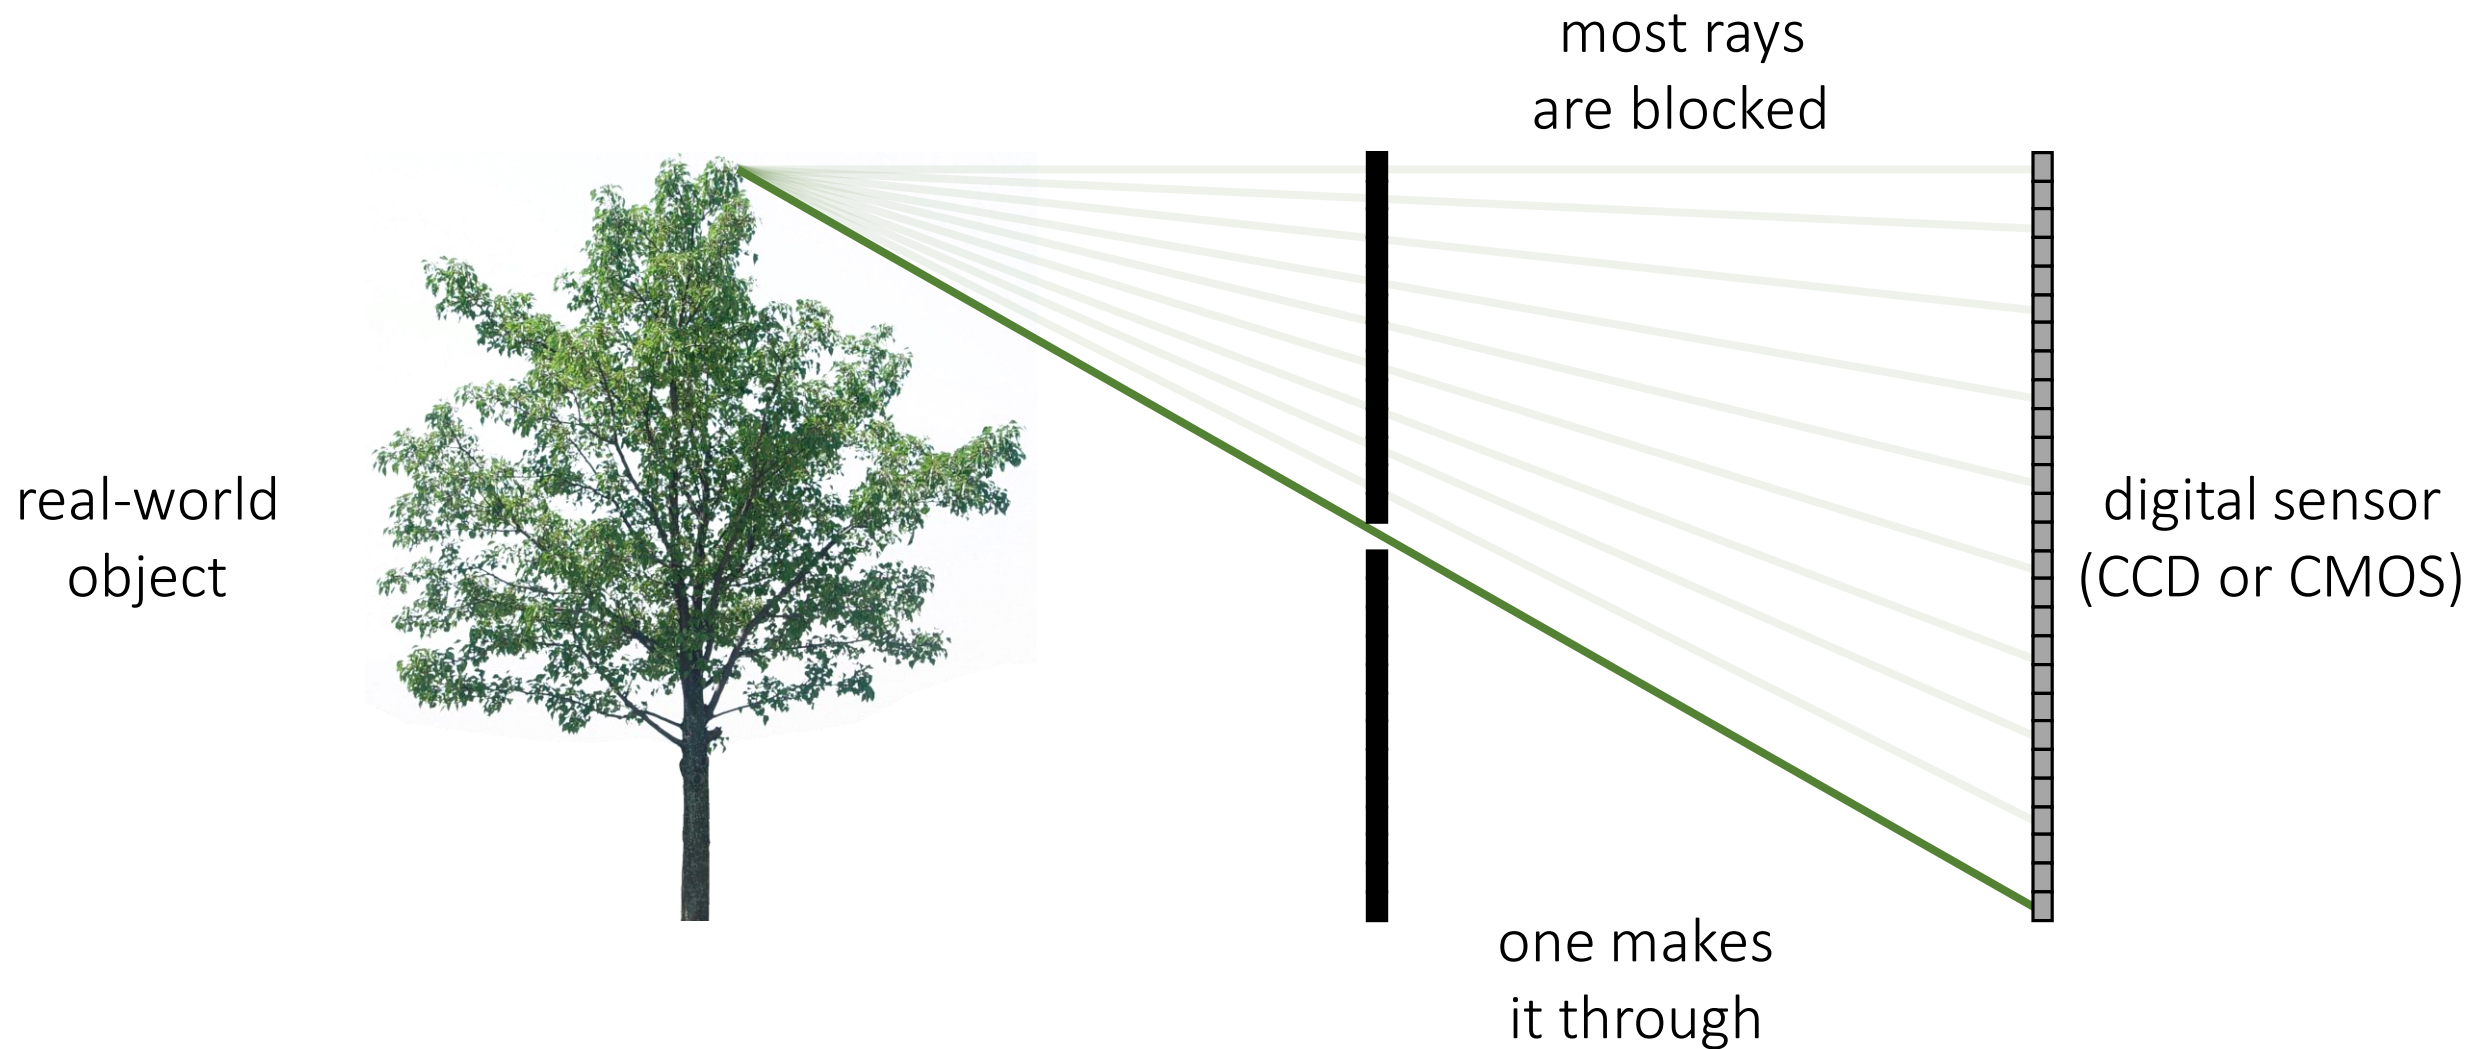 most rays
are blocked
real-world
object
digital sensor
(CCD or CMOS)
one makes
it through